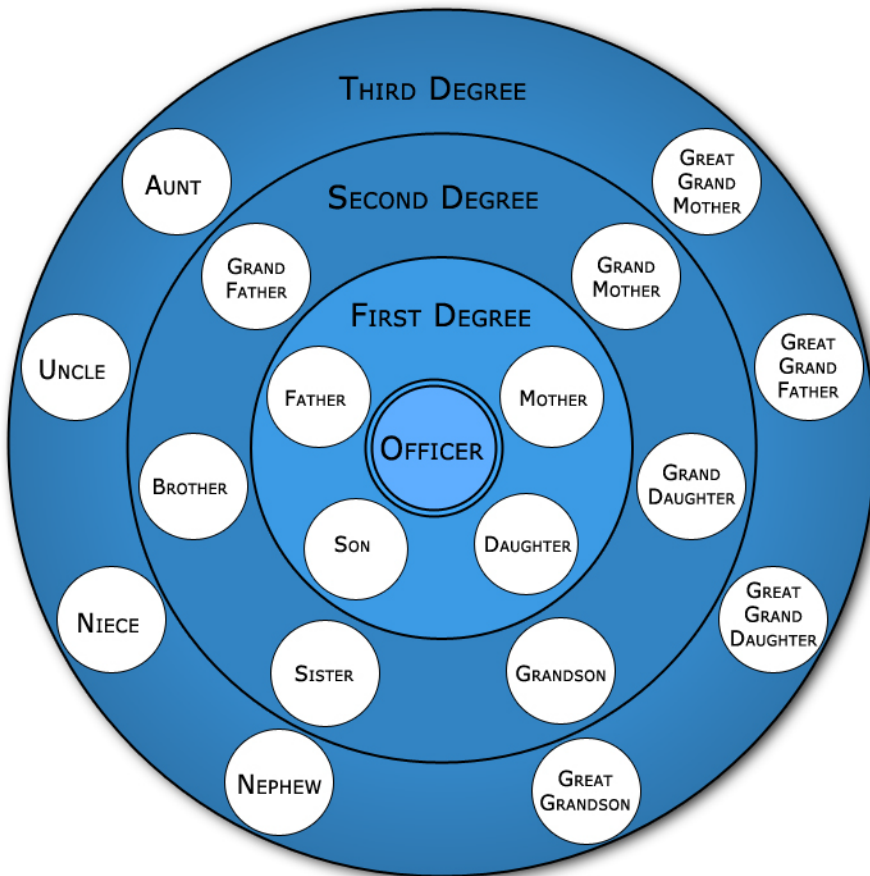 THIRD DEGREE
AUNT
GREAT
GRAND
MOTHER
SECOND DEGREE
GRAND
FATHER
GRAND
MOTHER
FIRST DEGREE
UNCLE
GREAT
GRAND
FATHER
FATHER
MOTHER
OFFICER
BROTHER
GRAND
DAUGHTER
SON
DAUGHTER
NIECE
GREAT
GRAND
DAUGHTER
SISTER
GRANDSON
NEPHEW
GREAT
GRANDSON